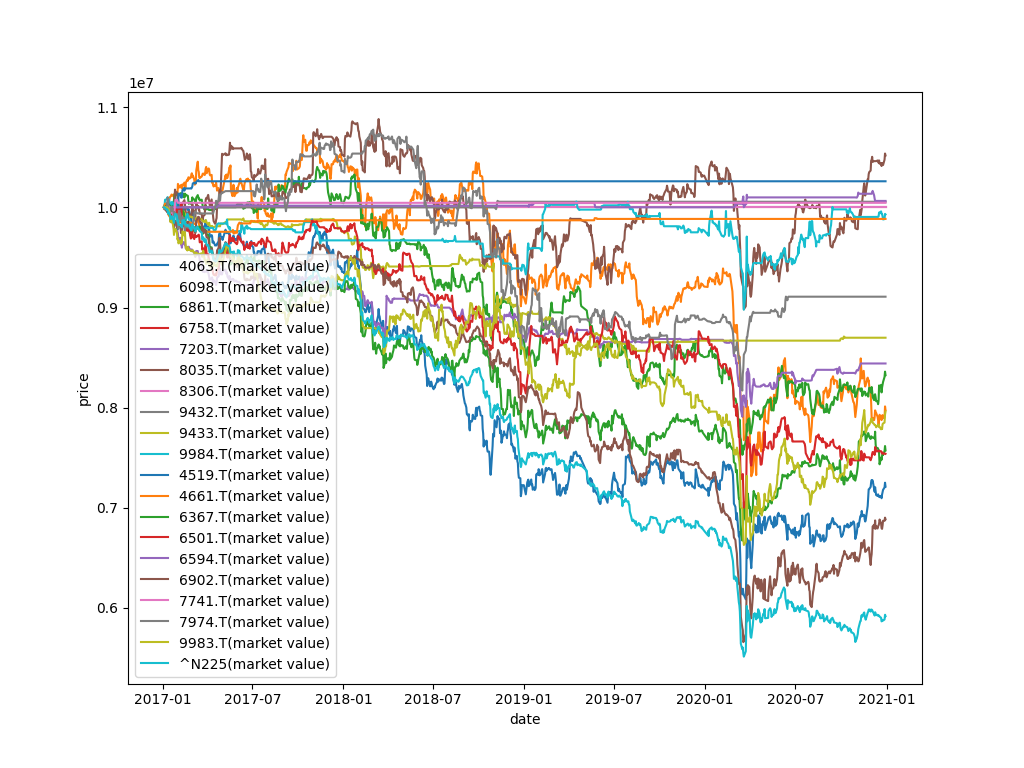 1e7
1.1
1.0
0.9
0.8
0.7
0.6
price
4063.T(market value)
6098.T(market value)
6861.T(market value)
6758.T(market value)
7203.T(market value)
8035.T(market value)
8306.T(market value)
9432.T(market value)
9433.T(market value)
9984.T(market value)
4519.T(market value)
4661.T(market value)
6367.T(market value)
6501.T(market value)
6594.T(market value)
6902.T(market value)
7741.T(market value)
7974.T(market value)
9983.T(market value)
^N225(market value)
2017-01 2017-07 2018-01 2018-07 2019-01 2019-07 2020-01 2020-07 2021-01
date